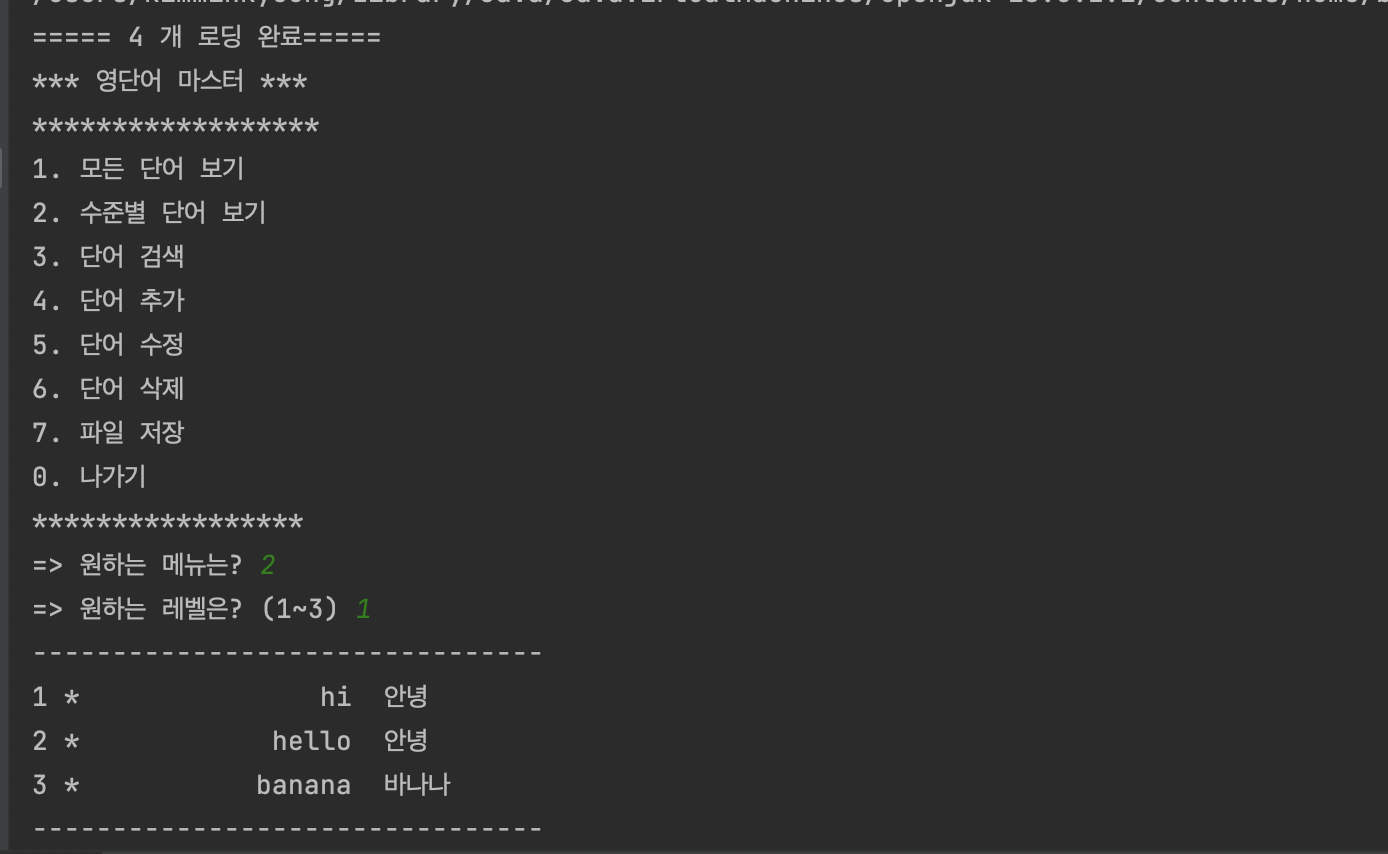 ===== 4 개 로딩 완료=====
*** 영단어 마스터 ***
******************
1. 모든 단어 보기
2. 수준별 단어 보기
3. 단어 검색
4. 단어 추가
5. 단어 수정
6. 단어 삭제
7. 파일 저장
0. 나가기
*****************
=> 원하는 메뉴는? 2
=> 원하는 레벨은? (1~3) 1
--------------------------------
1 * hi 안녕
2 * hello 안녕
3 * banana 바나나
--------------------------------